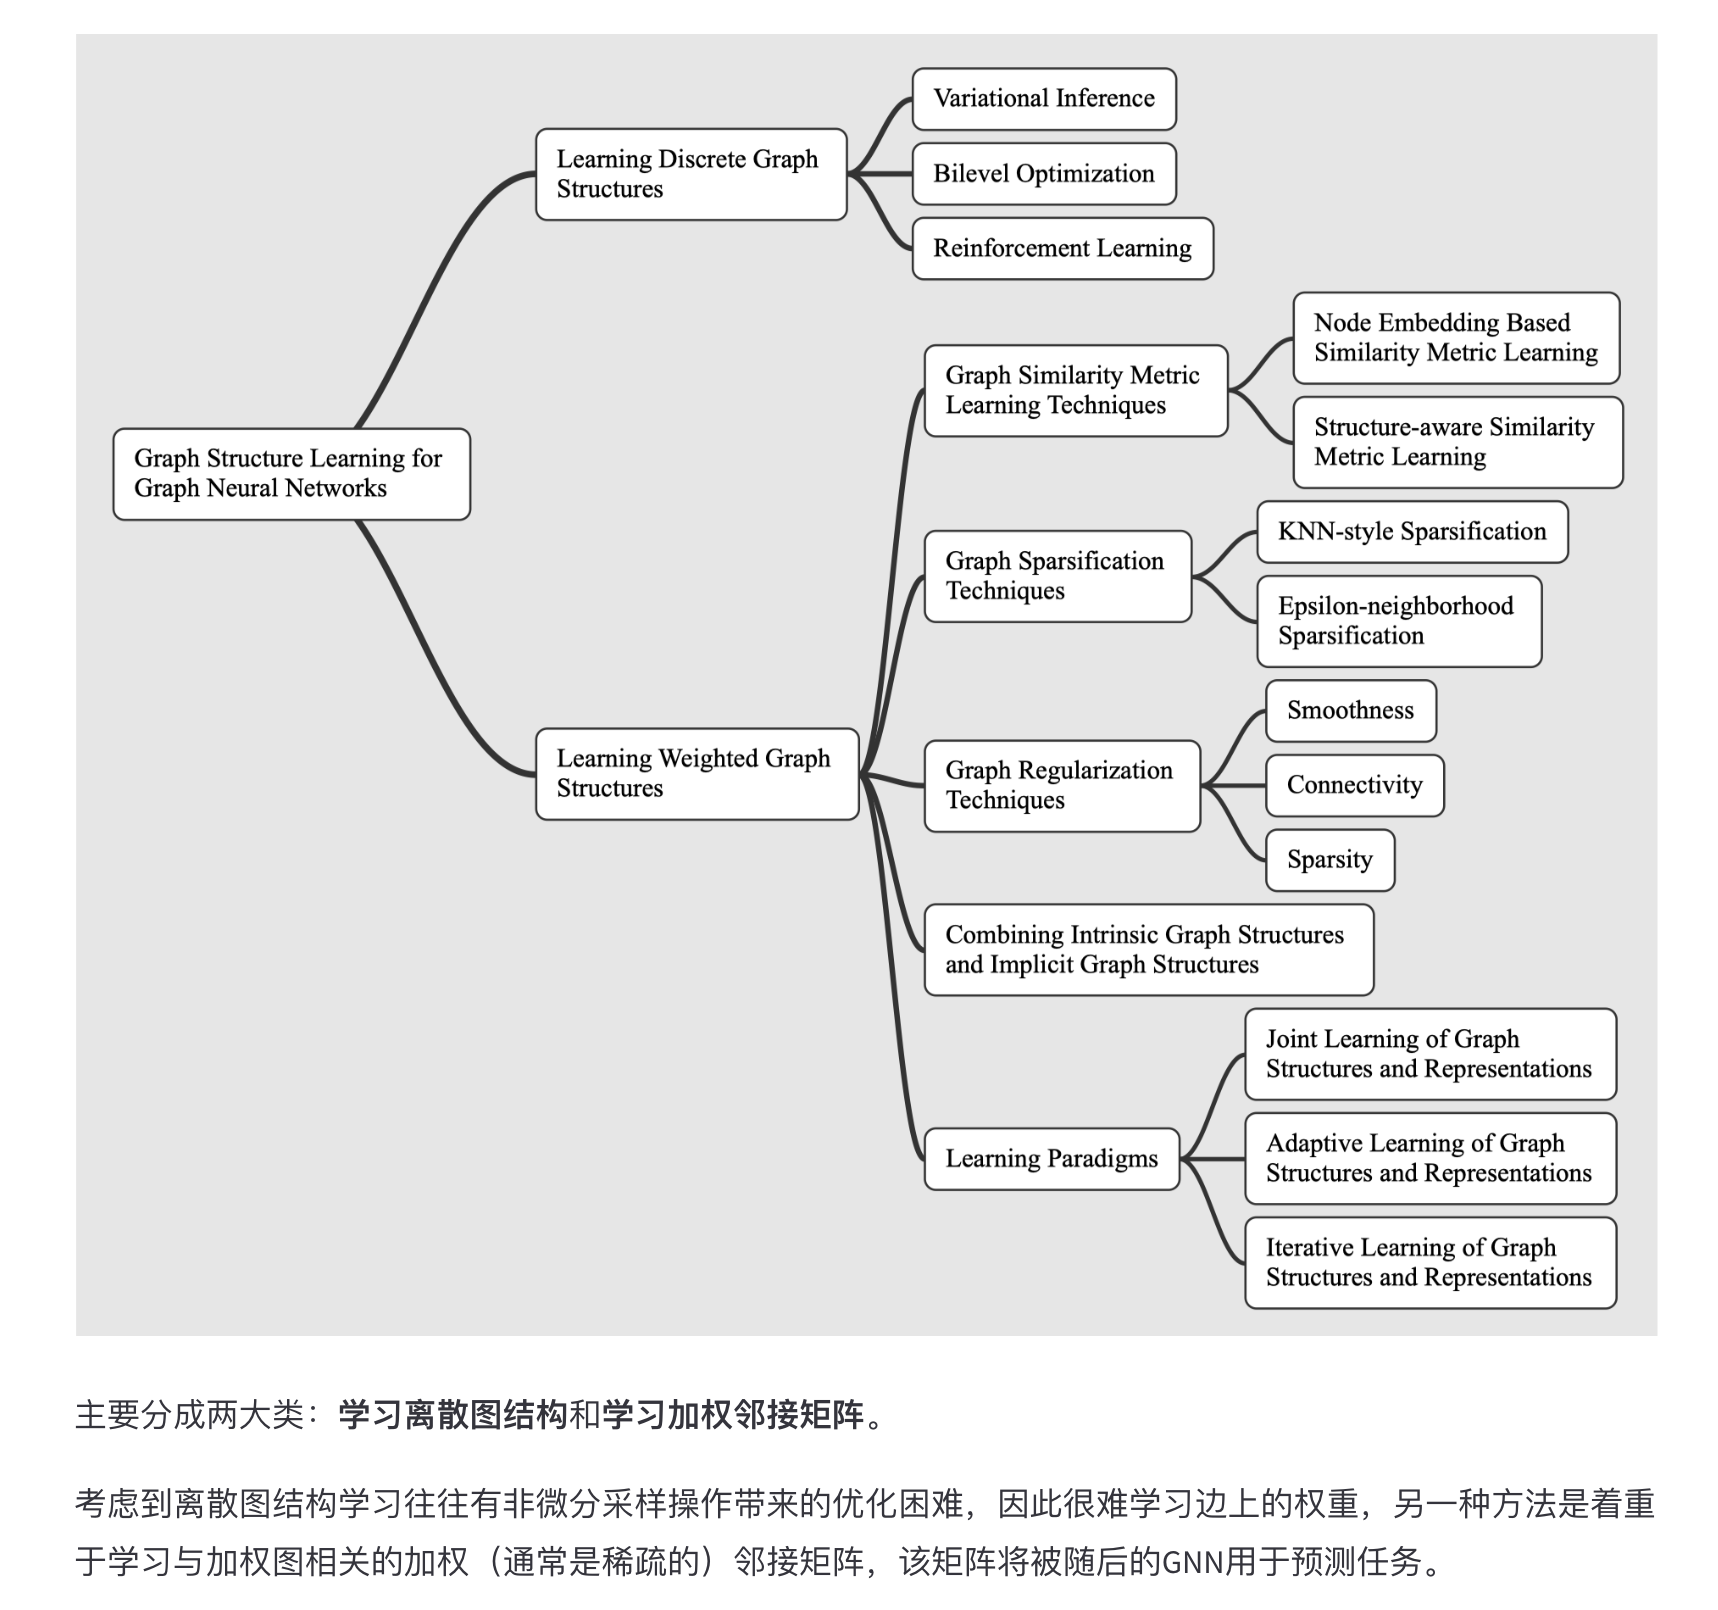 Variational Inference
Learning Discrete Graph
Structures
Bilevel Optimization
Reinforcement Learning
Node Embedding Based
Similarity Metric Learning
Graph Similarity Metric
Learning Techniques
Structure-aware Similarity
Metric Learning
Graph Structure Learning for
Graph Neural Networks
KNN-style Sparsification
Graph Sparsification
Techniques
Epsilon-neighborhood
Sparsification
Smoothness
Learning Weighted Graph
Structures
Graph Regularization
Techniques
Connectivity
Sparsity
Combining Intrinsic Graph Structures
and Implicit Graph Structures
Joint Learning of Graph
Structures and Representations
Learning Paradigms
Adaptive Learning of Graph
Structures and Representations
Iterative Learning of Graph
Structures and Representations
主要分成两大类：学习离散图结构和学习加权邻接矩阵。
考虑到离散图结构学习往往有非微分采样操作带来的优化困难，因此很难学习边上的权重，另一种方法是着重
于学习与加权图相关的加权（通常是稀疏的）邻接矩阵，该矩阵将被随后的GNN用于预测任务。